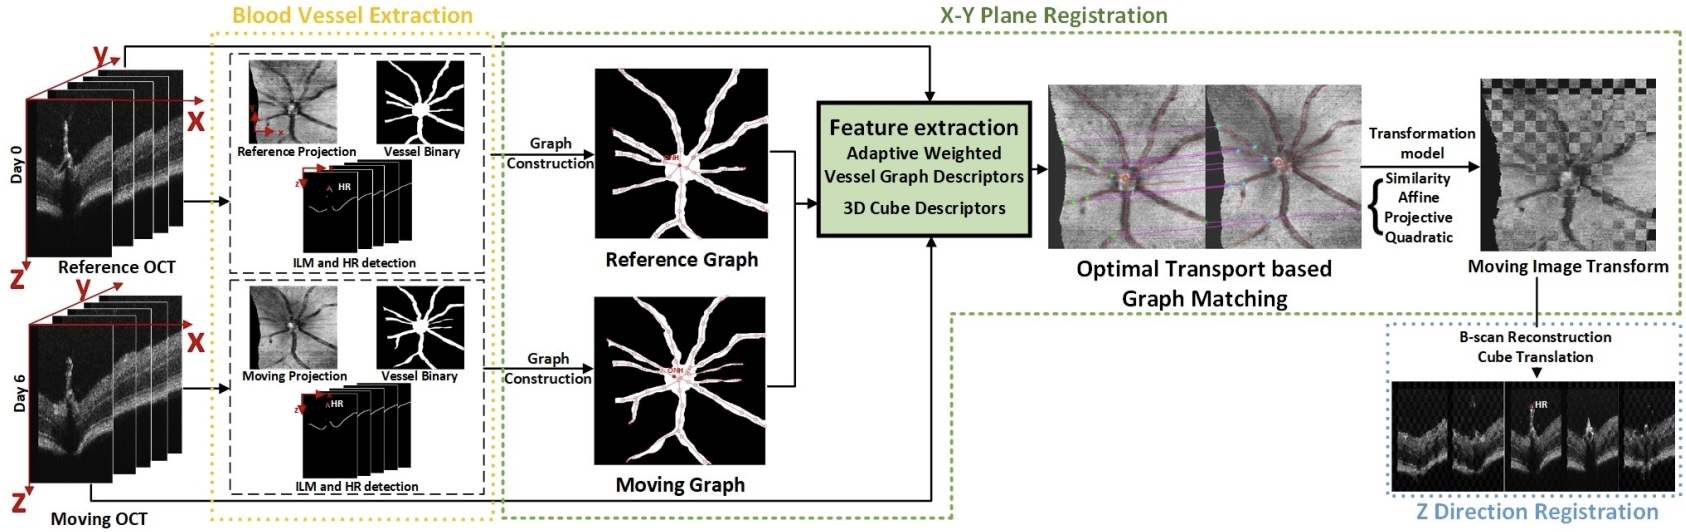 Blood Vessel Extraction
X-Y Plane Registration
y
X
Z
Day 0
Reference OCT
Reference Projection
Vessel Binary
x
z
HR
ILM and HR detection
Graph
Construction
ONH
Reference Graph
Feature extraction
Adaptive Weighted
Vessel Graph Descriptors
3D Cube Descriptors
Optimal Transport based
Graph Matching
Transformation
model
Similarity
Affine
Projective
Quadratic
Moving Image Transform
y
X
Z
Day 6
Moving OCT
Moving Projection
Vessel Binary
z
HR
ILM and HR detection
Graph
Construction
ONH
Moving Graph
B-scan Reconstruction
Cube Translation
HR
Z Direction Registration